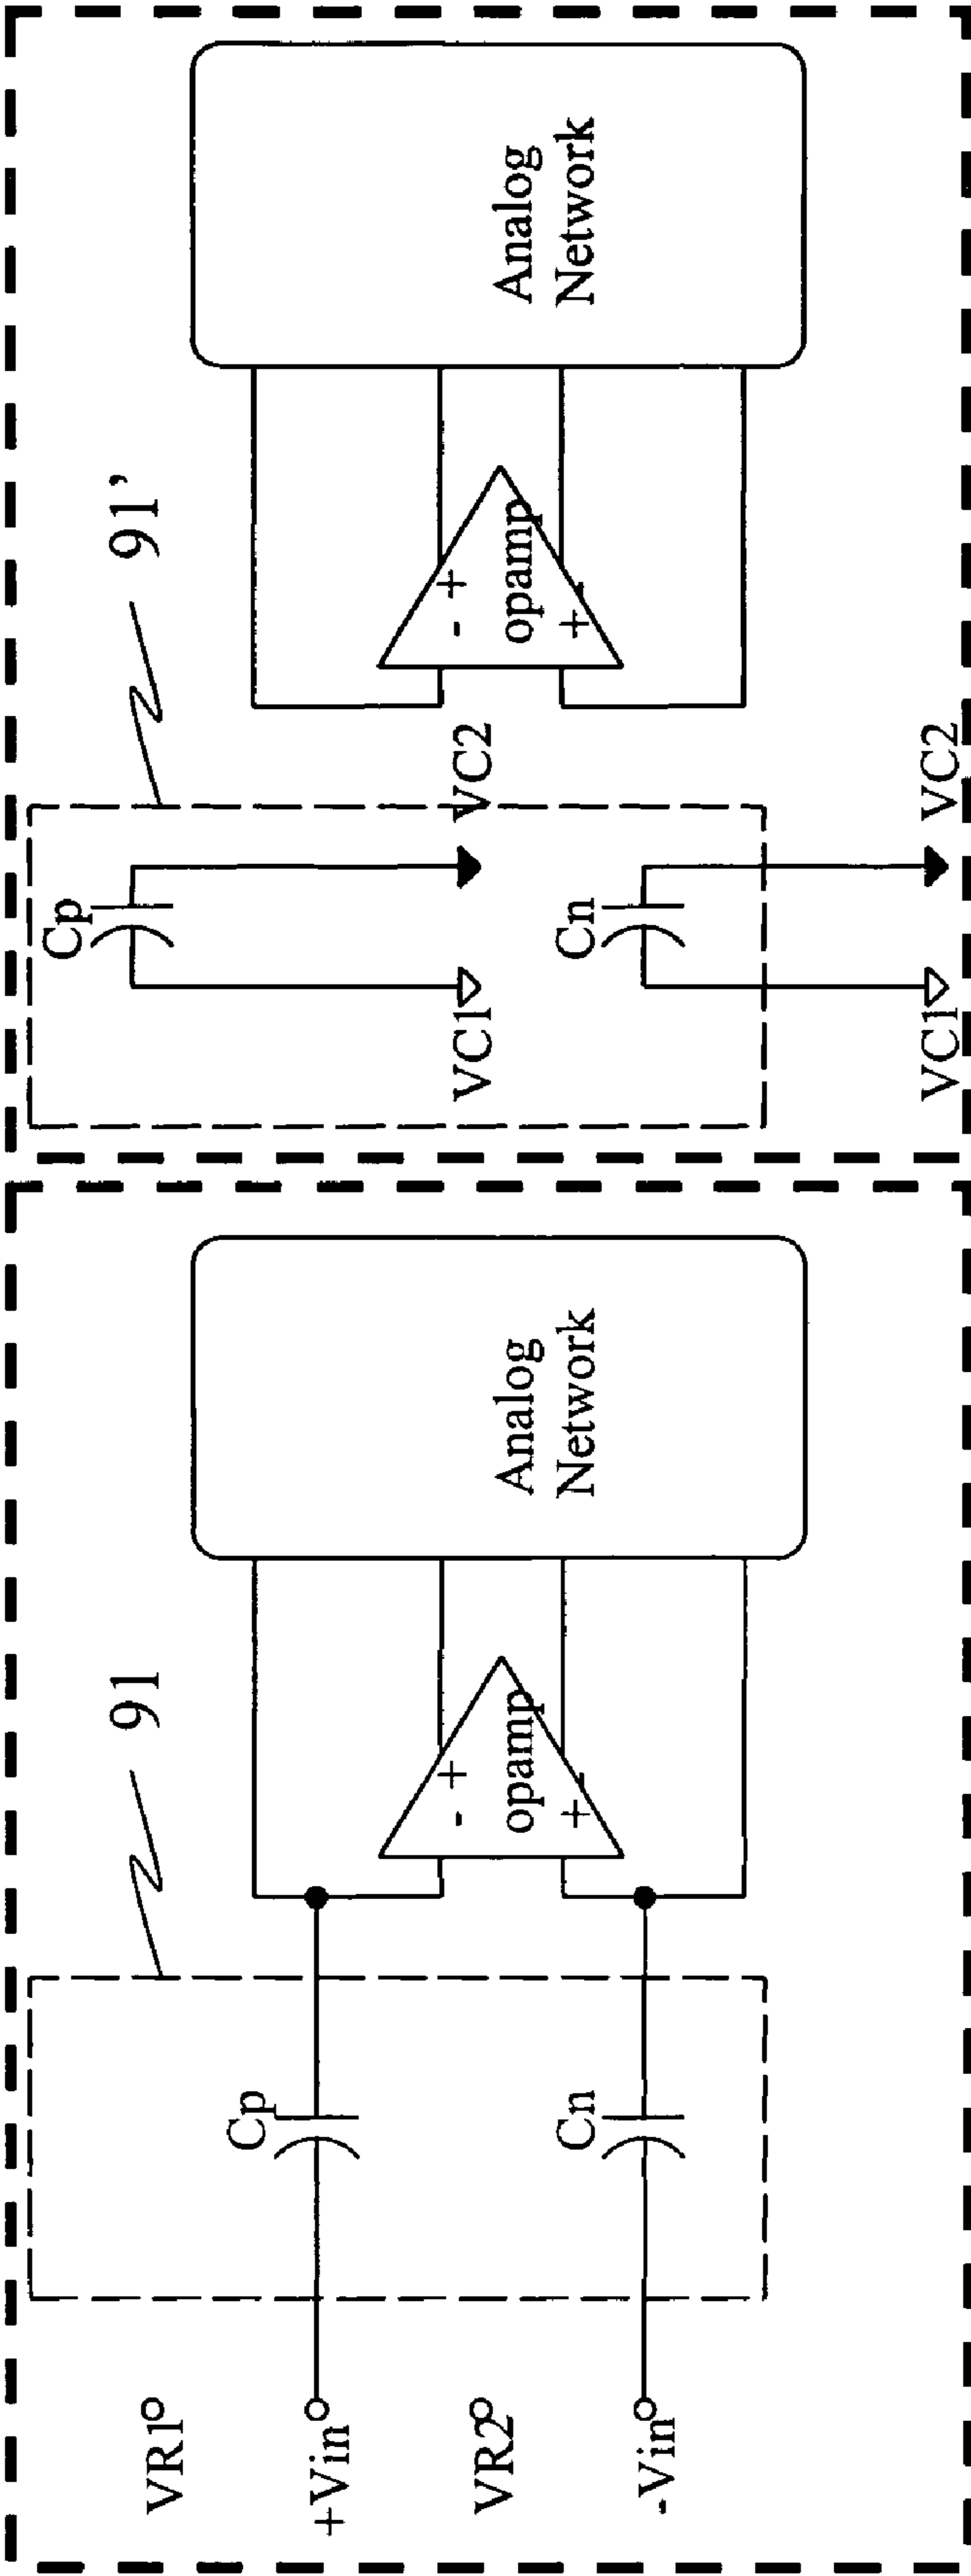 91
VR1
+Vin
VR2
-Vin
Cp
Cn
- +
opamp
+ -
Analog
Network
91’
Cp
VC1
VC2
Cn
VC1
VC2
- +
opamp
+ -
Analog
Network